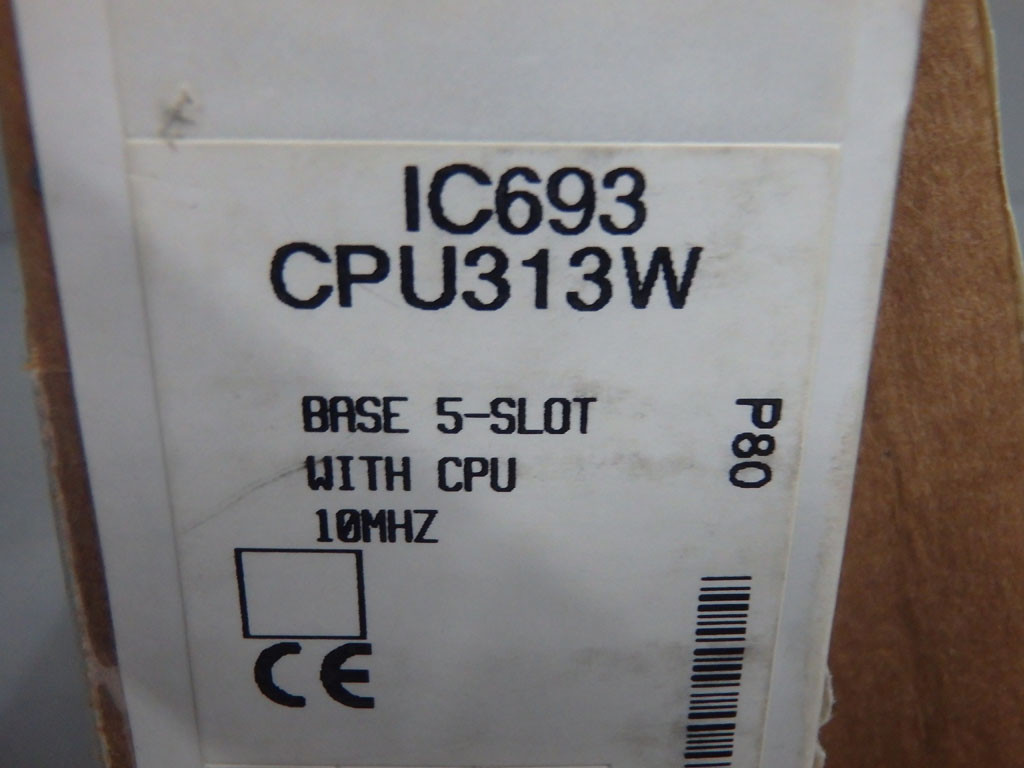 IC693
CPU313W
BASE 5-SLOT
WITH CPU
10MHZ
P80
CE